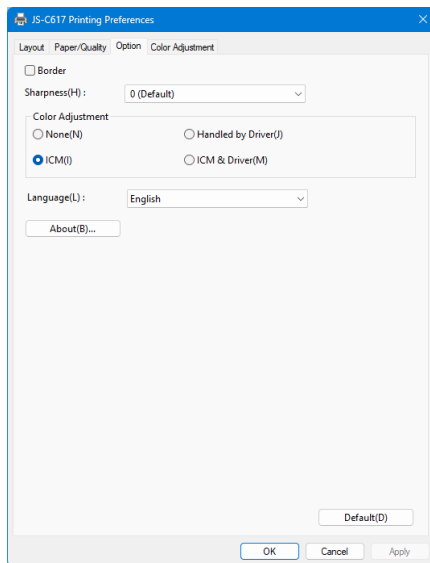 JS-C617 Printing Preferences
Layout Paper/Quality Option Color Adjustment
Border
Sharpness(H) : 0 (Default)
Color Adjustment
None(N) Handled by Driver(J)
ICM(I) ICM & Driver(M)
Language(L) : English
About(B)...
Default(D)
OK Cancel Apply